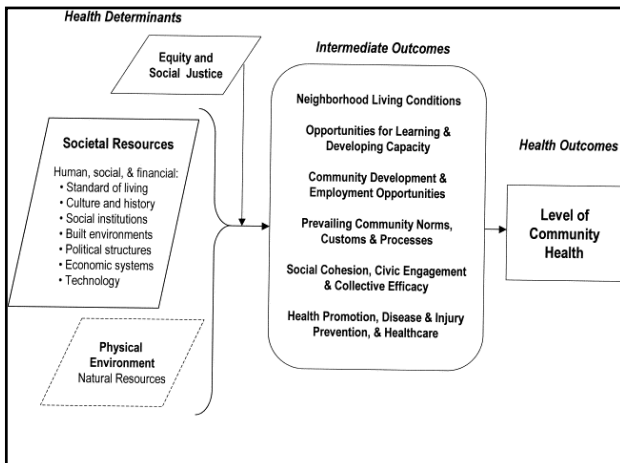 Health Determinants
Equity and
Social Justice
Societal Resources
Human, social, & financial:
• Standard of living
• Culture and history
• Social institutions
• Built environments
• Political structures
• Economic systems
• Technology
Physical
Environment
Natural Resources
Intermediate Outcomes
Neighborhood Living Conditions
Opportunities for Learning &
Developing Capacity
Community Development &
Employment Opportunities
Prevailing Community Norms,
Customs & Processes
Social Cohesion, Civic Engagement
& Collective Efficacy
Health Promotion, Disease & Injury
Prevention, & Healthcare
Health Outcomes
Level of
Community
Health